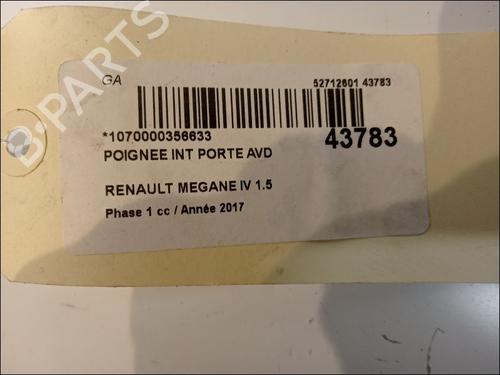 GA
52712601 43783
*1070000356633
43783
POIGNEE INT PORTE AVD
RENAULT MEGANE IV 1.5
Phase 1 cc / Année 2017
B-PARTS